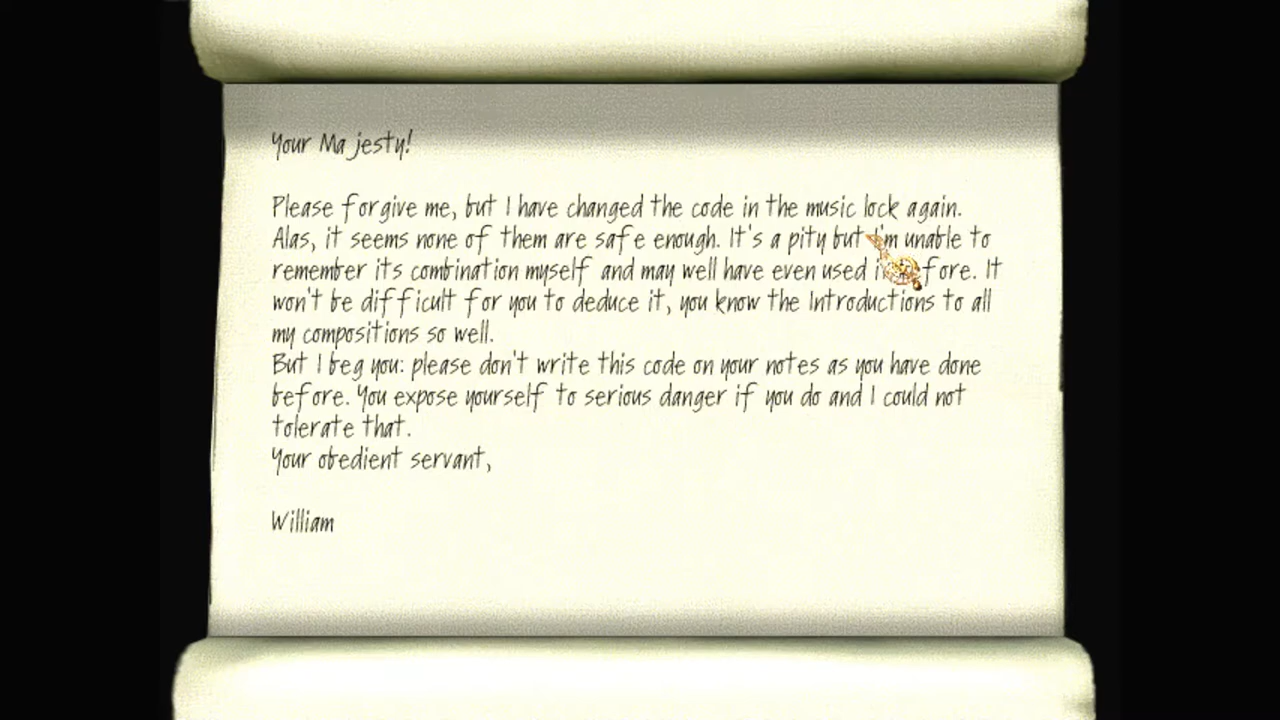 Your Majesty!
Please forgive me, but I have changed the code in the music lock again.
Alas, it seems none of them are safe enough. It's a pity but I'm unable to
remember its combination myself and may well have even used it before. It
won't be difficult for you to deduce it, you know the Introductions to all
my compositions so well.
But I beg you: please don't write this code on your notes as you have done
before. You expose yourself to serious danger if you do and I could not
tolerate that.
Your obedient servant,
William